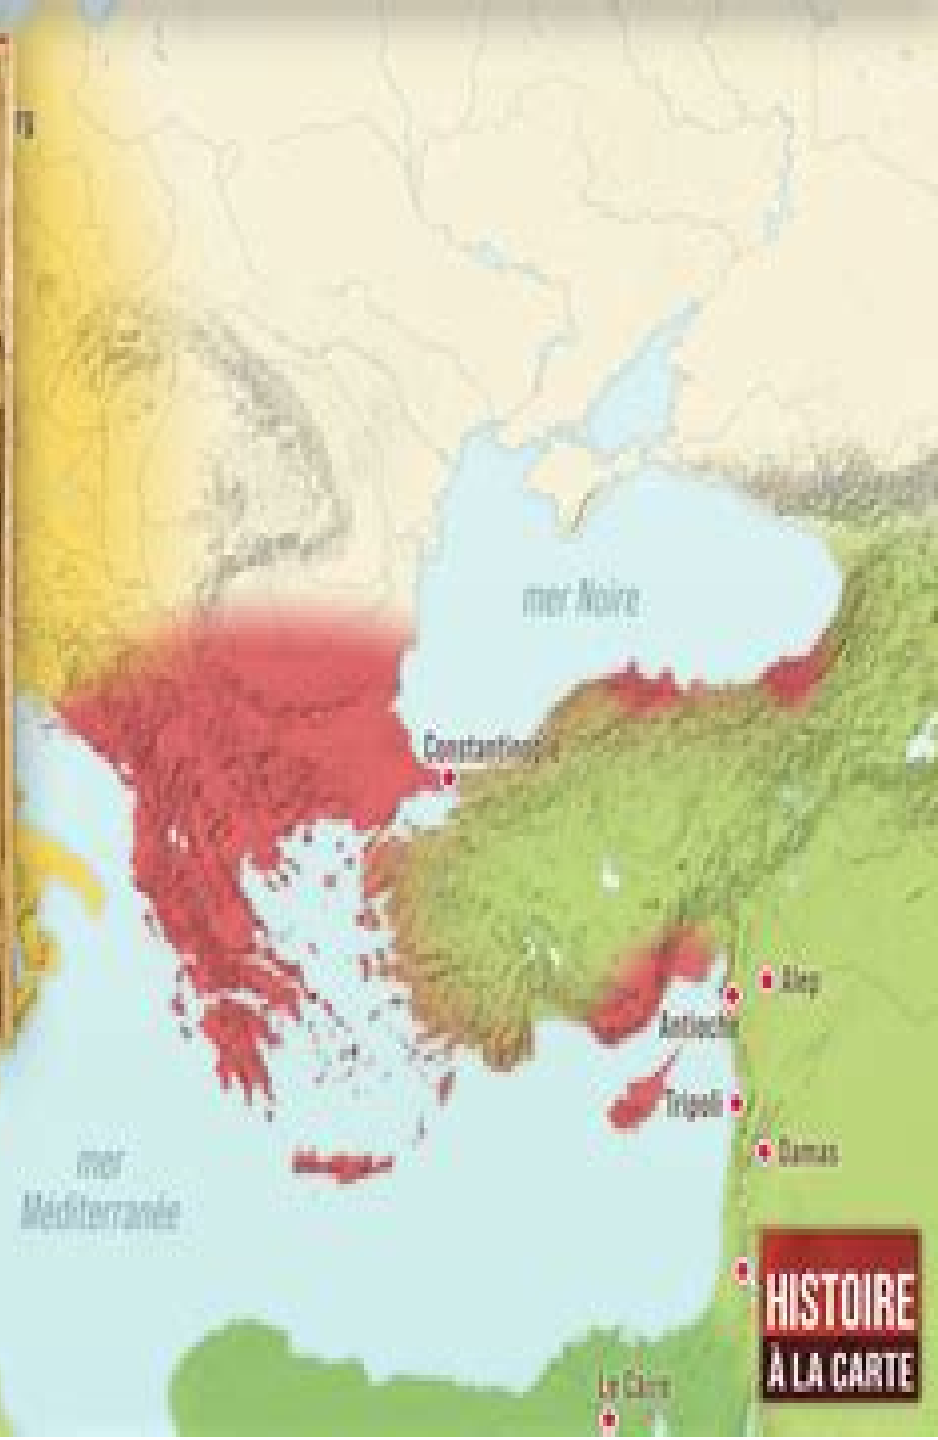 mer Noire
Constantinople
Alep
Antioche
Tripoli
Damas
mer
Méditerranée
HISTOIRE
À LA CARTE
Le Caire